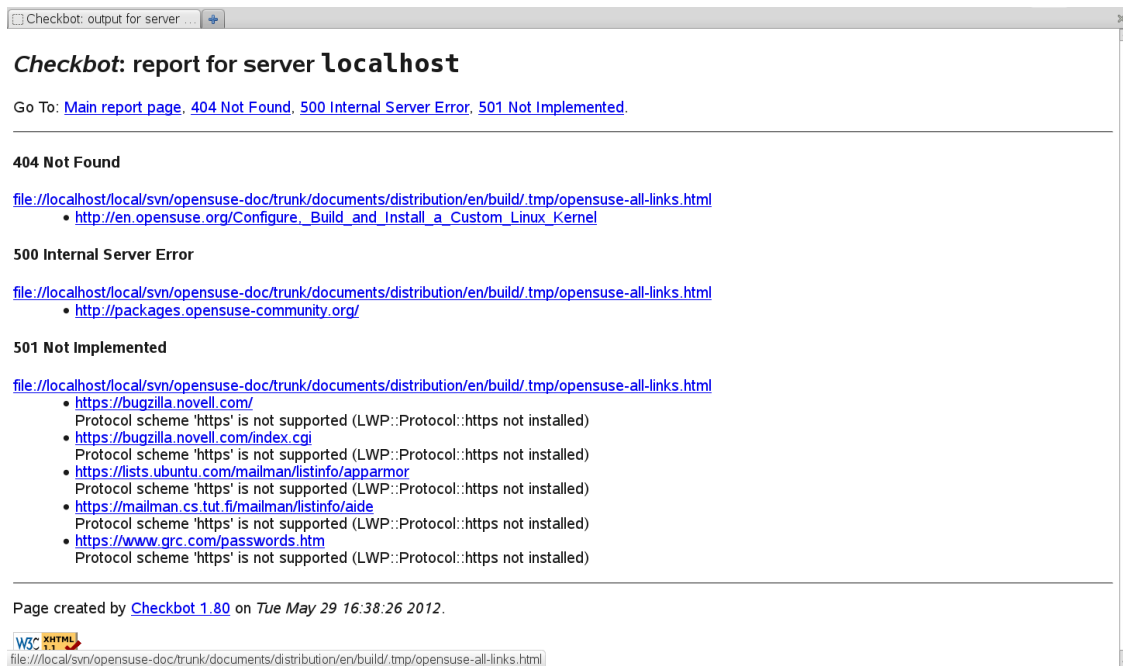 Checkbot: output for server ...
Checkbot: report for server localhost
Go To: Main report page, 404 Not Found, 500 Internal Server Error, 501 Not Implemented.
404 Not Found
file://localhost/local/svn/opensuse-doc/trunk/documents/distribution/en/build/.tmp/opensuse-all-links.html
• http://en.opensuse.org/Configure,_Build_and_Install_a_Custom_Linux_Kernel
500 Internal Server Error
file://localhost/local/svn/opensuse-doc/trunk/documents/distribution/en/build/.tmp/opensuse-all-links.html
• http://packages.opensuse-community.org/
501 Not Implemented
file://localhost/local/svn/opensuse-doc/trunk/documents/distribution/en/build/.tmp/opensuse-all-links.html
• https://bugzilla.novell.com/
Protocol scheme 'https' is not supported (LWP::Protocol::https not installed)
• https://bugzilla.novell.com/index.cgi
Protocol scheme 'https' is not supported (LWP::Protocol::https not installed)
• https://lists.ubuntu.com/mailman/listinfo/apparmor
Protocol scheme 'https' is not supported (LWP::Protocol::https not installed)
• https://mailman.cs.tut.fi/mailman/listinfo/aide
Protocol scheme 'https' is not supported (LWP::Protocol::https not installed)
• https://www.grc.com/passwords.htm
Protocol scheme 'https' is not supported (LWP::Protocol::https not installed)
Page created by Checkbot 1.80 on Tue May 29 16:38:26 2012.
W3C XHTML 1.1
file:///local/svn/opensuse-doc/trunk/documents/distribution/en/build/.tmp/opensuse-all-links.html